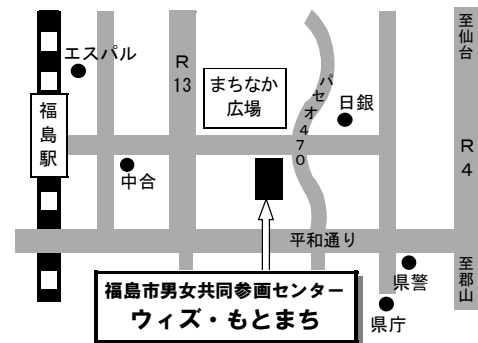 エスパル
福島駅
中合
R
13
まちなか
広場
パセオ470
日銀
至仙台
R
4
平和通り
至郡山
県警
県庁
福島市男女共同参画センター
ウィズ・もとまち